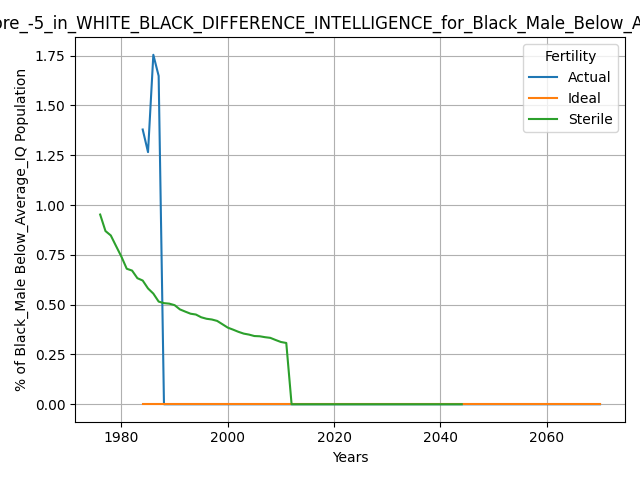 ore_-5_in_WHITE_BLACK_DIFFERENCE_INTELLIGENCE_for_Black_Male_Below_A
Fertility
Actual
Ideal
Sterile
% of Black_Male Below_Average_IQ Population
1.75
1.50
1.25
1.00
0.75
0.50
0.25
0.00
1980 2000 2020 2040 2060
Years